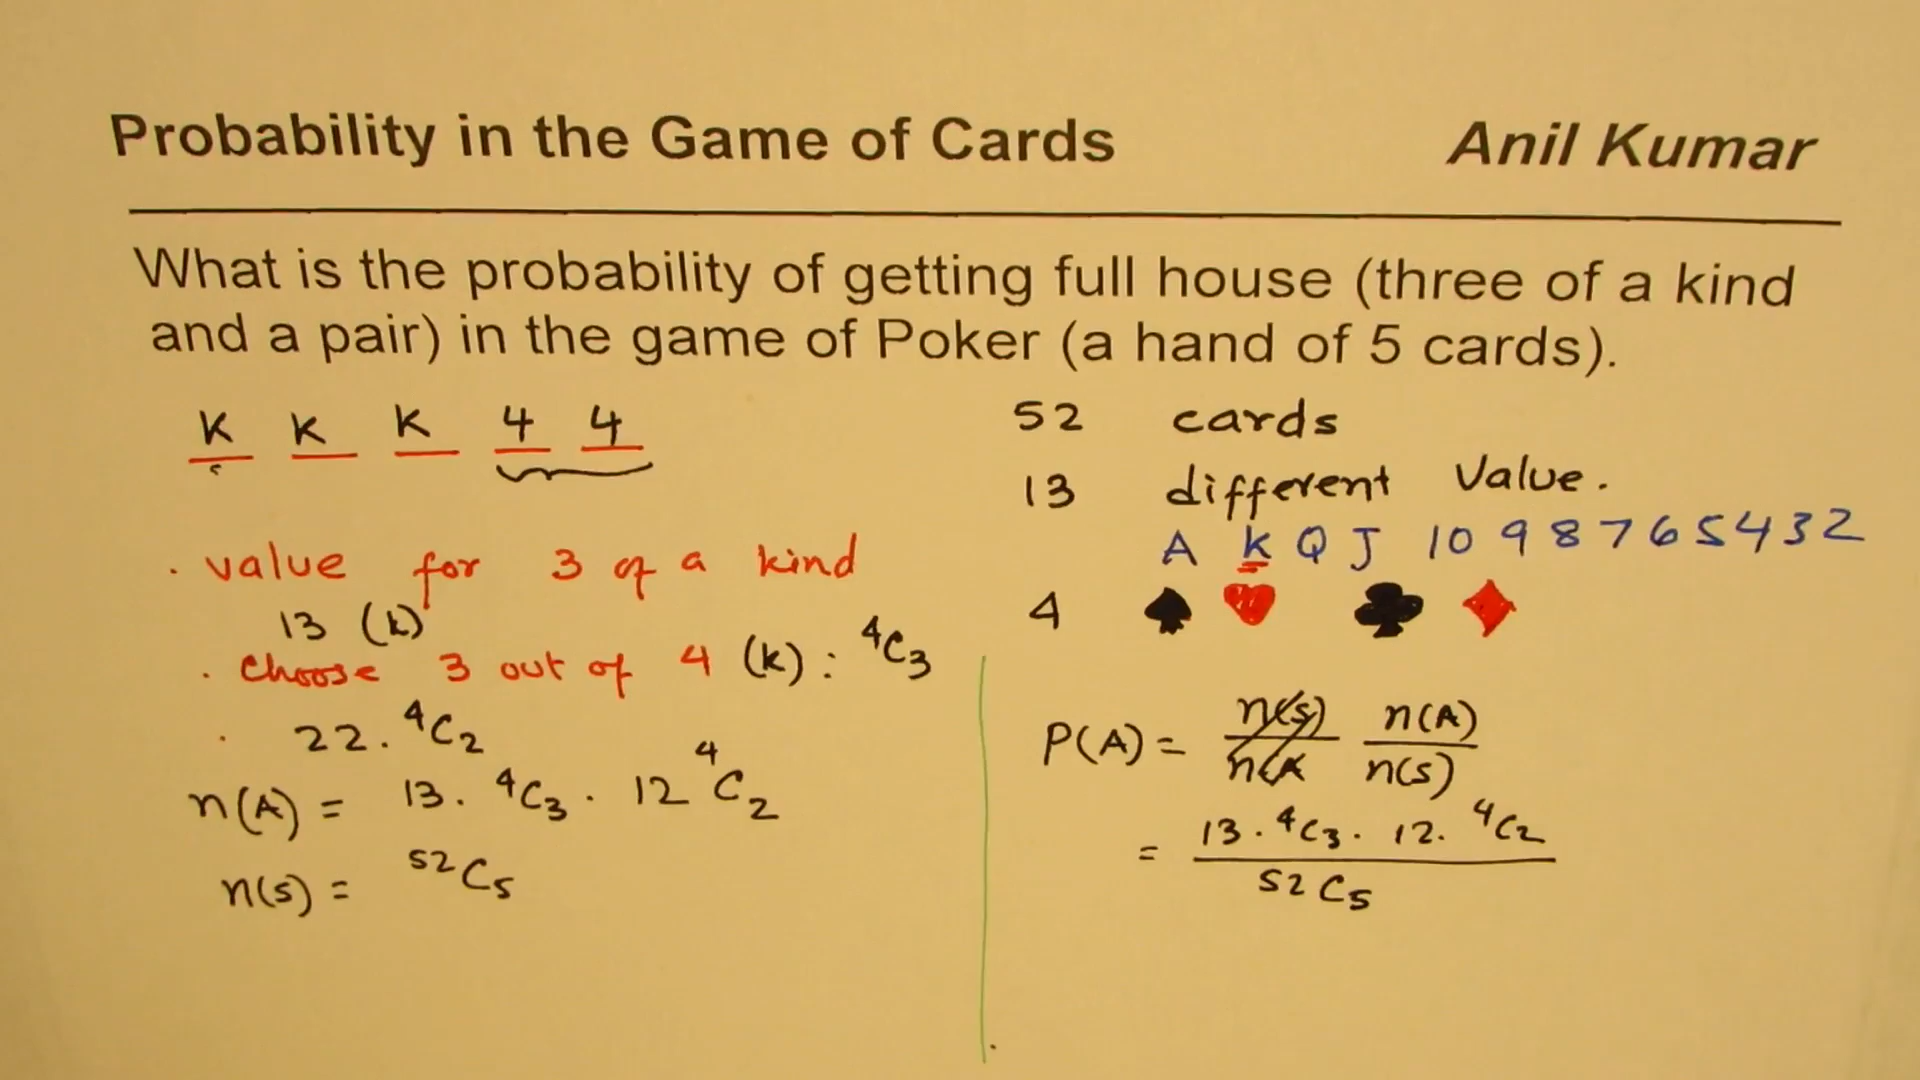 Probability in the Game of Cards Anil Kumar
What is the probability of getting full house (three of a kind
and a pair) in the game of Poker (a hand of 5 cards).
K K K 4 4
52 cards
13 different Value.
A K Q J 10 9 8 7 6 5 4 3 2
4 ♠ ♥ ♣ ♦
. value for 3 of a kind
13 (k)
. Choose 3 out of 4 (k) : ⁴C₃
. 22. ⁴C₂
n(A) = 13. ⁴C₃ . 12 ⁴C₂
n(s) = ⁵²C₅
P(A) = n(s)/n(A n(A)/n(s)
= 13. ⁴C₃. 12. ⁴C₂ / 52C₅